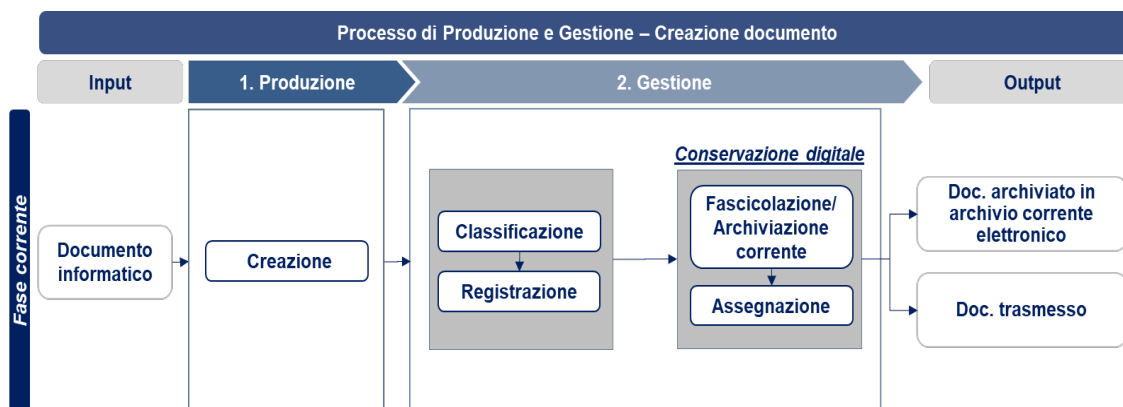 Processo di Produzione e Gestione – Creazione documento
Input
1. Produzione
2. Gestione
Output
Fase corrente
Documento
informatico
Creazione
Classificazione
Registrazione
Conservazione digitale
Fascicolazione/
Archiviazione
corrente
Assegnazione
Doc. archiviato in
archivio corrente
elettronico
Doc. trasmesso